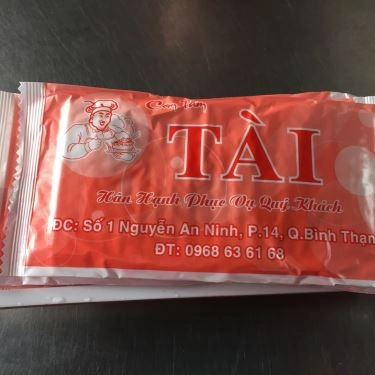 Cơm Tấm
TÀI
Hân Hạnh Phục Vụ Quý Khách
ĐC: Số 1 Nguyễn An Ninh, P.14, Q.Bình Thạn
ĐT: 0968 63 61 68